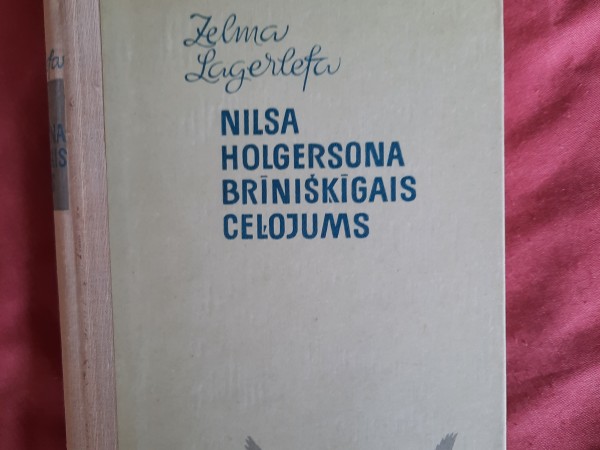 Zelma
Lagerlefa
NILSA
HOLGERSONA
BRĪNIŠĶĪGAIS
CEĻOJUMS